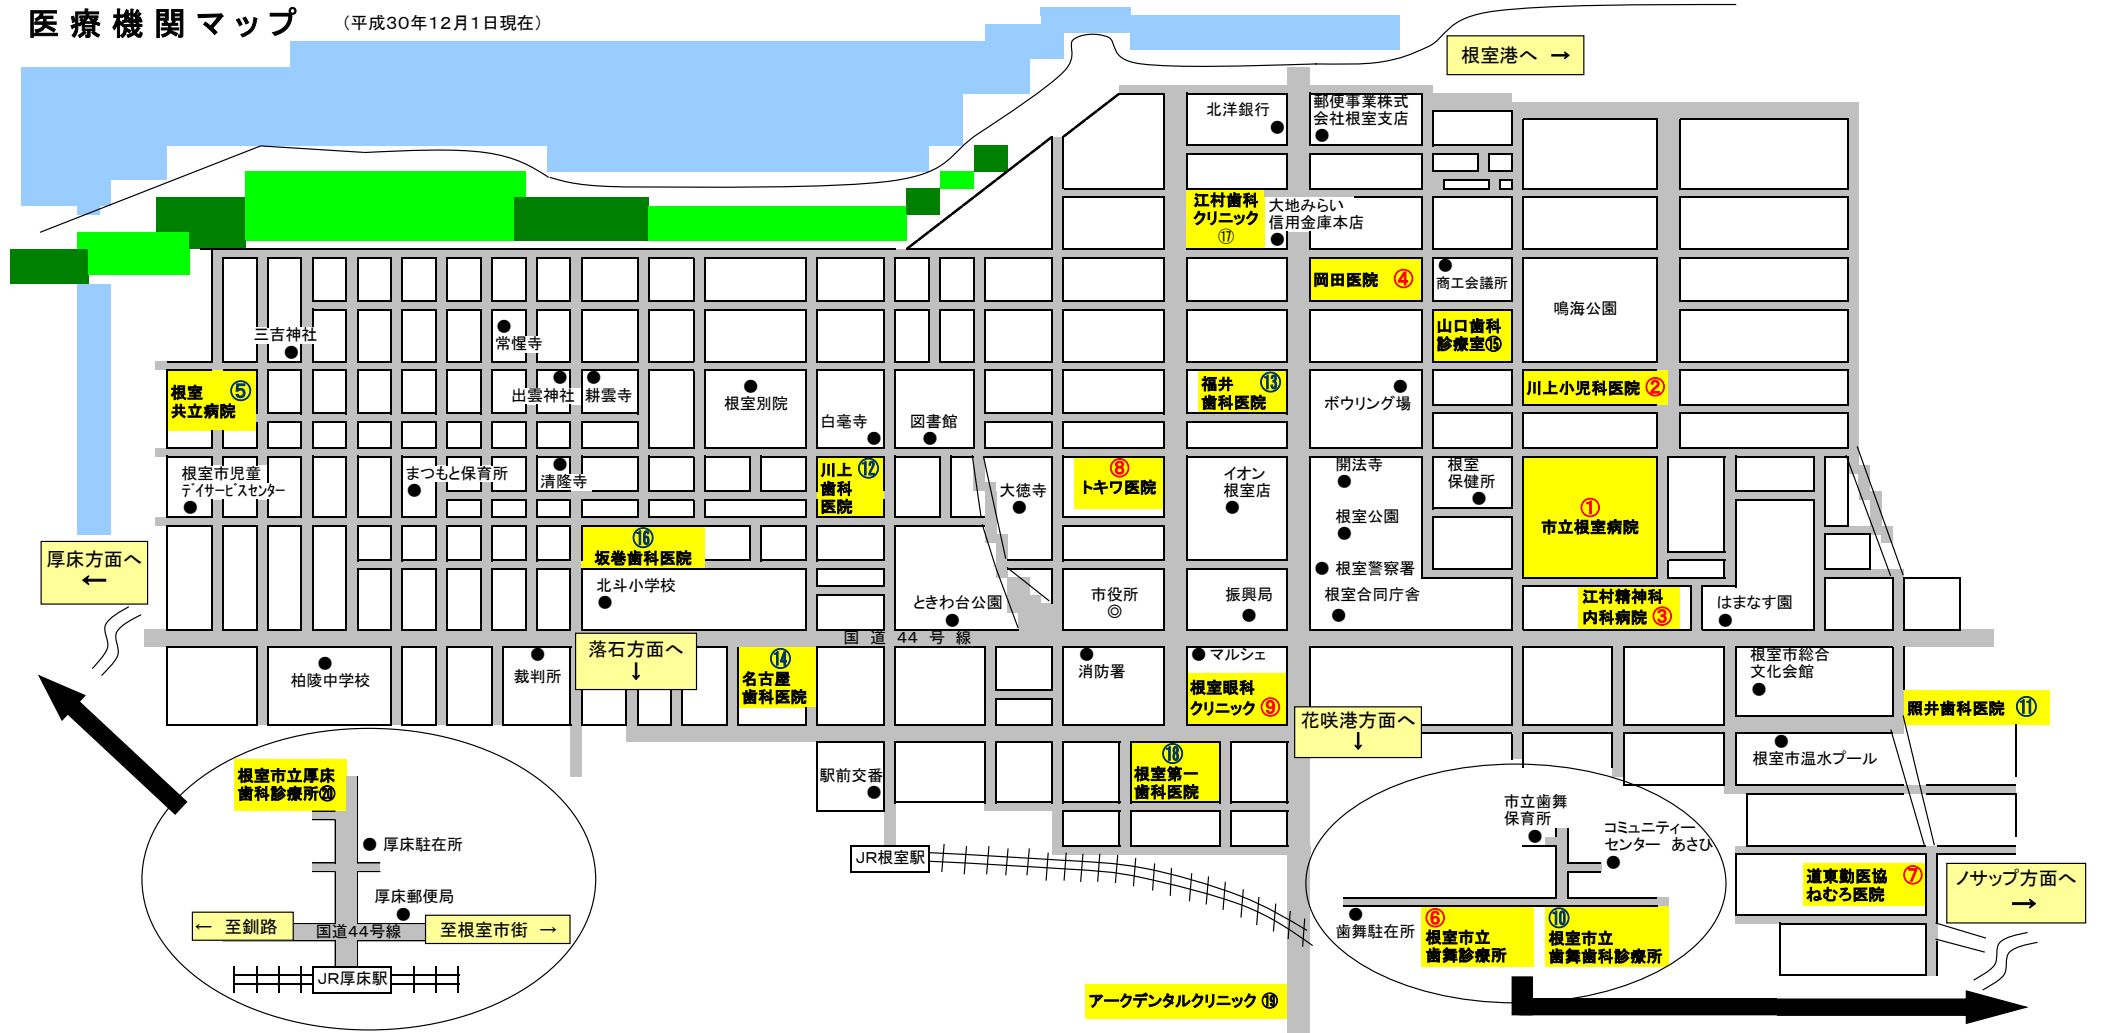 医療機関マップ
（平成30年12月1日現在）
根室港へ →
北洋銀行
郵便事業株式
会社根室支店
江村歯科
クリニック
⑰
大地みらい
信用金庫本店
岡田医院 ④
商工会議所
鳴海公園
三吉神社
常惺寺
山口歯科
診療室⑮
根室 ⑤
共立病院
出雲神社
耕雲寺
根室別院
白毫寺
図書館
福井 ⑬
歯科医院
ボウリング場
川上小児科医院 ②
根室市児童
ﾃﾞｲサービスセンター
まつもと保育所
清隆寺
川上 ⑫
歯科
医院
大徳寺
⑧
トキワ医院
イオン
根室店
開法寺
根室公園
根室
保健所
①
市立根室病院
厚床方面へ
←
⑯
坂巻歯科医院
北斗小学校
ときわ台公園
市役所
◎
振興局
根室警察署
根室合同庁舎
江村精神科
内科病院 ③
はまなす園
国道44号線
柏陵中学校
裁判所
落石方面へ
↓
⑭
名古屋
歯科医院
消防署
マルシェ
根室眼科
クリニック ⑨
花咲港方面へ
↓
根室市総合
文化会館
照井歯科医院 ⑪
根室市温水プール
駅前交番
⑱
根室第一
歯科医院
JR根室駅
根室市立厚床
歯科診療所⑳
厚床駐在所
厚床郵便局
← 至釧路
国道44号線
至根室市街 →
JR厚床駅
市立歯舞
保育所
コミュニティー
センター あさひ
歯舞駐在所
⑥
根室市立
歯舞診療所
⑩
根室市立
歯舞歯科診療所
道東勤医協 ⑦
ねむろ医院
ノサップ方面へ
→
アークデンタルクリニック ⑲